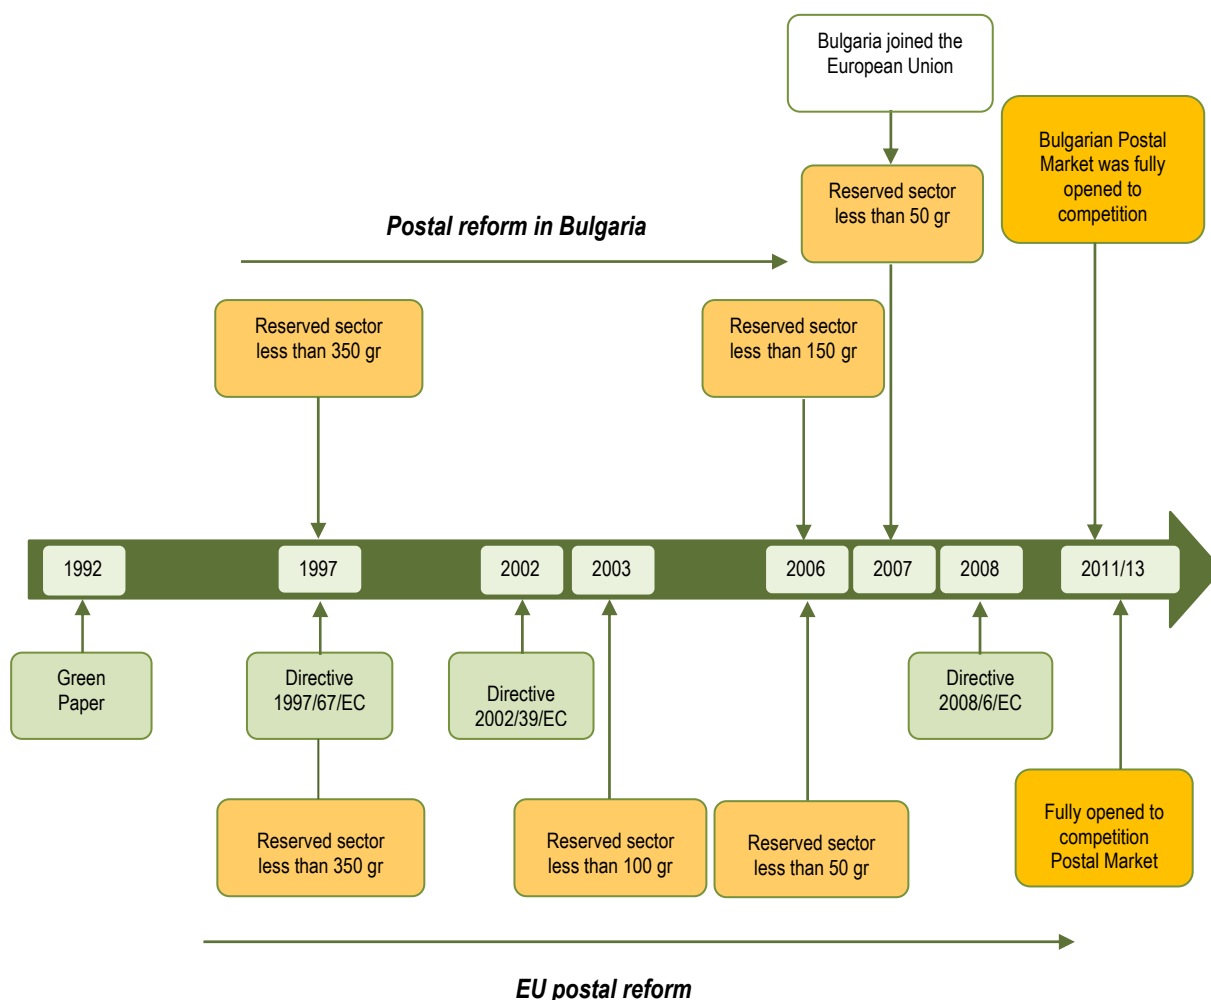 Bulgaria joined the
European Union
Bulgarian Postal
Market was fully
opened to
competition
Reserved sector
less than 50 gr
Postal reform in Bulgaria
Reserved sector
less than 350 gr
Reserved sector
less than 150 gr
1992
1997
2002
2003
2006
2007
2008
2011/13
Green
Paper
Directive
1997/67/EC
Directive
2002/39/EC
Directive
2008/6/EC
Reserved sector
less than 350 gr
Reserved sector
less than 100 gr
Reserved sector
less than 50 gr
Fully opened to
competition
Postal Market
EU postal reform